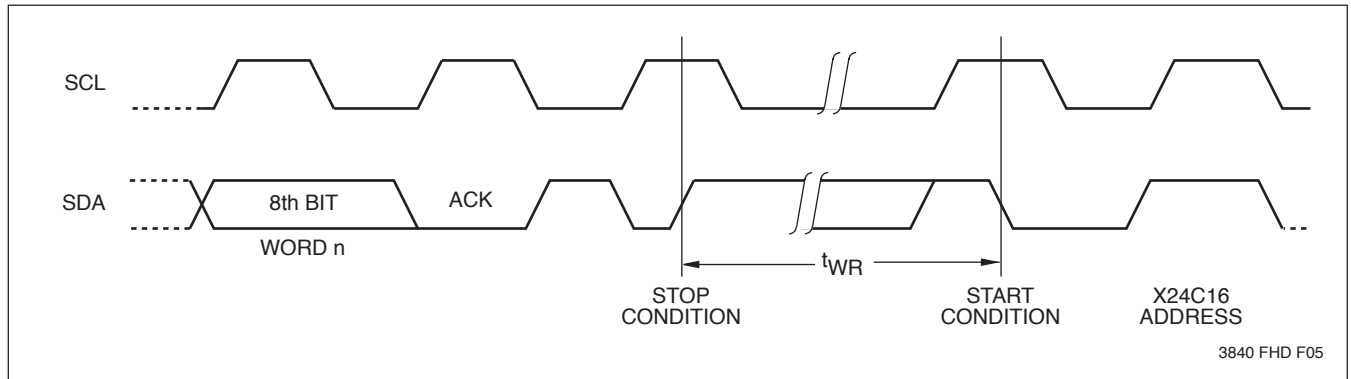 SCL
SDA
8th BIT
ACK
WORD n
tWR
STOP
CONDITION
START
CONDITION
X24C16
ADDRESS
3840 FHD F05